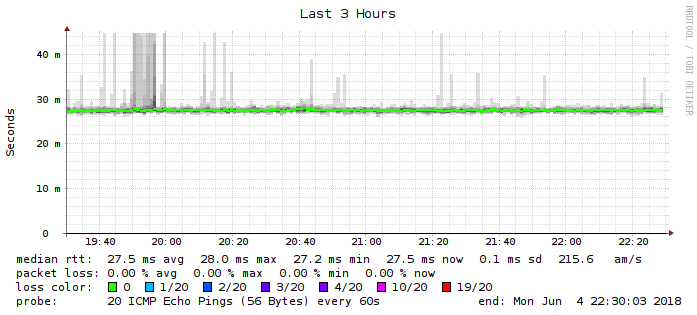 Last 3 Hours
RRDTOOL / TOBI OETIKER
Seconds
40 m
30 m
20 m
10 m
0
19:40 20:00 20:20 20:40 21:00 21:20 21:40 22:00 22:20
median rtt: 27.5 ms avg 28.0 ms max 27.2 ms min 27.5 ms now 0.1 ms sd 215.6 am/s
packet loss: 0.00 % avg 0.00 % max 0.00 % min 0.00 % now
loss color: 0 1/20 2/20 3/20 4/20 10/20 19/20
probe: 20 ICMP Echo Pings (56 Bytes) every 60s end: Mon Jun 4 22:30:03 2018